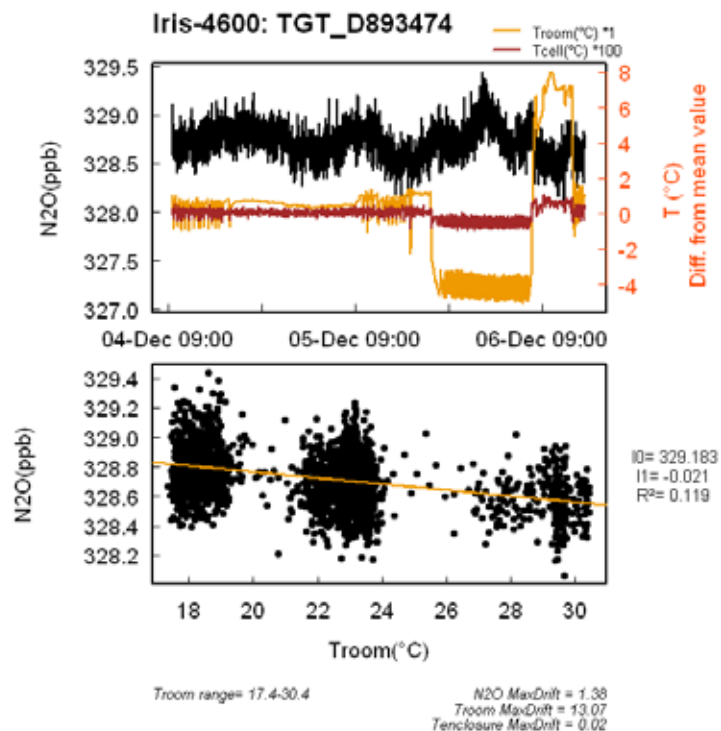 Iris-4600: TGT_D893474
Troom(°C) *1
Tcell(°C) *100
N2O(ppb)
329.5
329.0
328.5
328.0
327.5
327.0
8
6
4
2
0
-2
-4
T (°C)
Diff. from mean value
04-Dec 09:00 05-Dec 09:00 06-Dec 09:00
N2O(ppb)
329.4
329.2
329.0
328.8
328.6
328.4
328.2
I0= 329.183
l1= -0.021
R²= 0.119
18 20 22 24 26 28 30
Troom(°C)
Troom range= 17.4-30.4
N2O MaxDrift = 1.38
Troom MaxDrift = 13.07
Tenclosure MaxDrift = 0.02